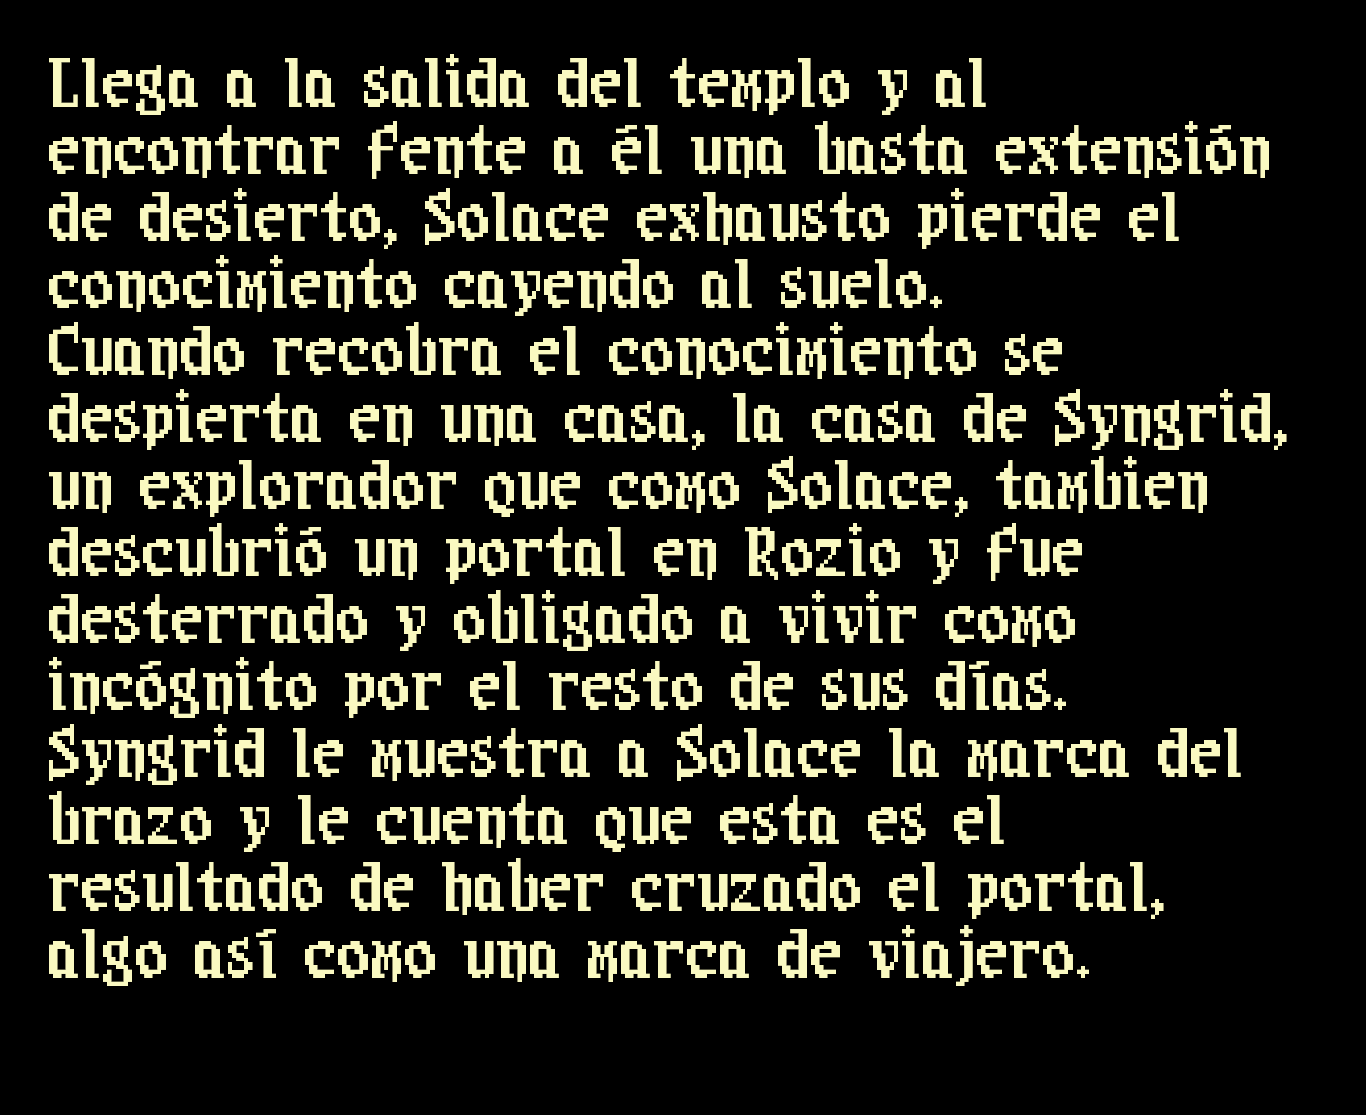 Llega a la salida del templo y al
encontrar fente a él una basta extensión
de desierto, Solace exhausto pierde el
conocimiento cayendo al suelo.
Cuando recobra el conocimiento se
despierta en una casa, la casa de Syngrid,
un explorador que como Solace, tambien
descubrió un portal en Rozio y fue
desterrado y obligado a vivir como
incógnito por el resto de sus días.
Syngrid le muestra a Solace la marca del
brazo y le cuenta que esta es el
resultado de haber cruzado el portal,
algo así como una marca de viajero.